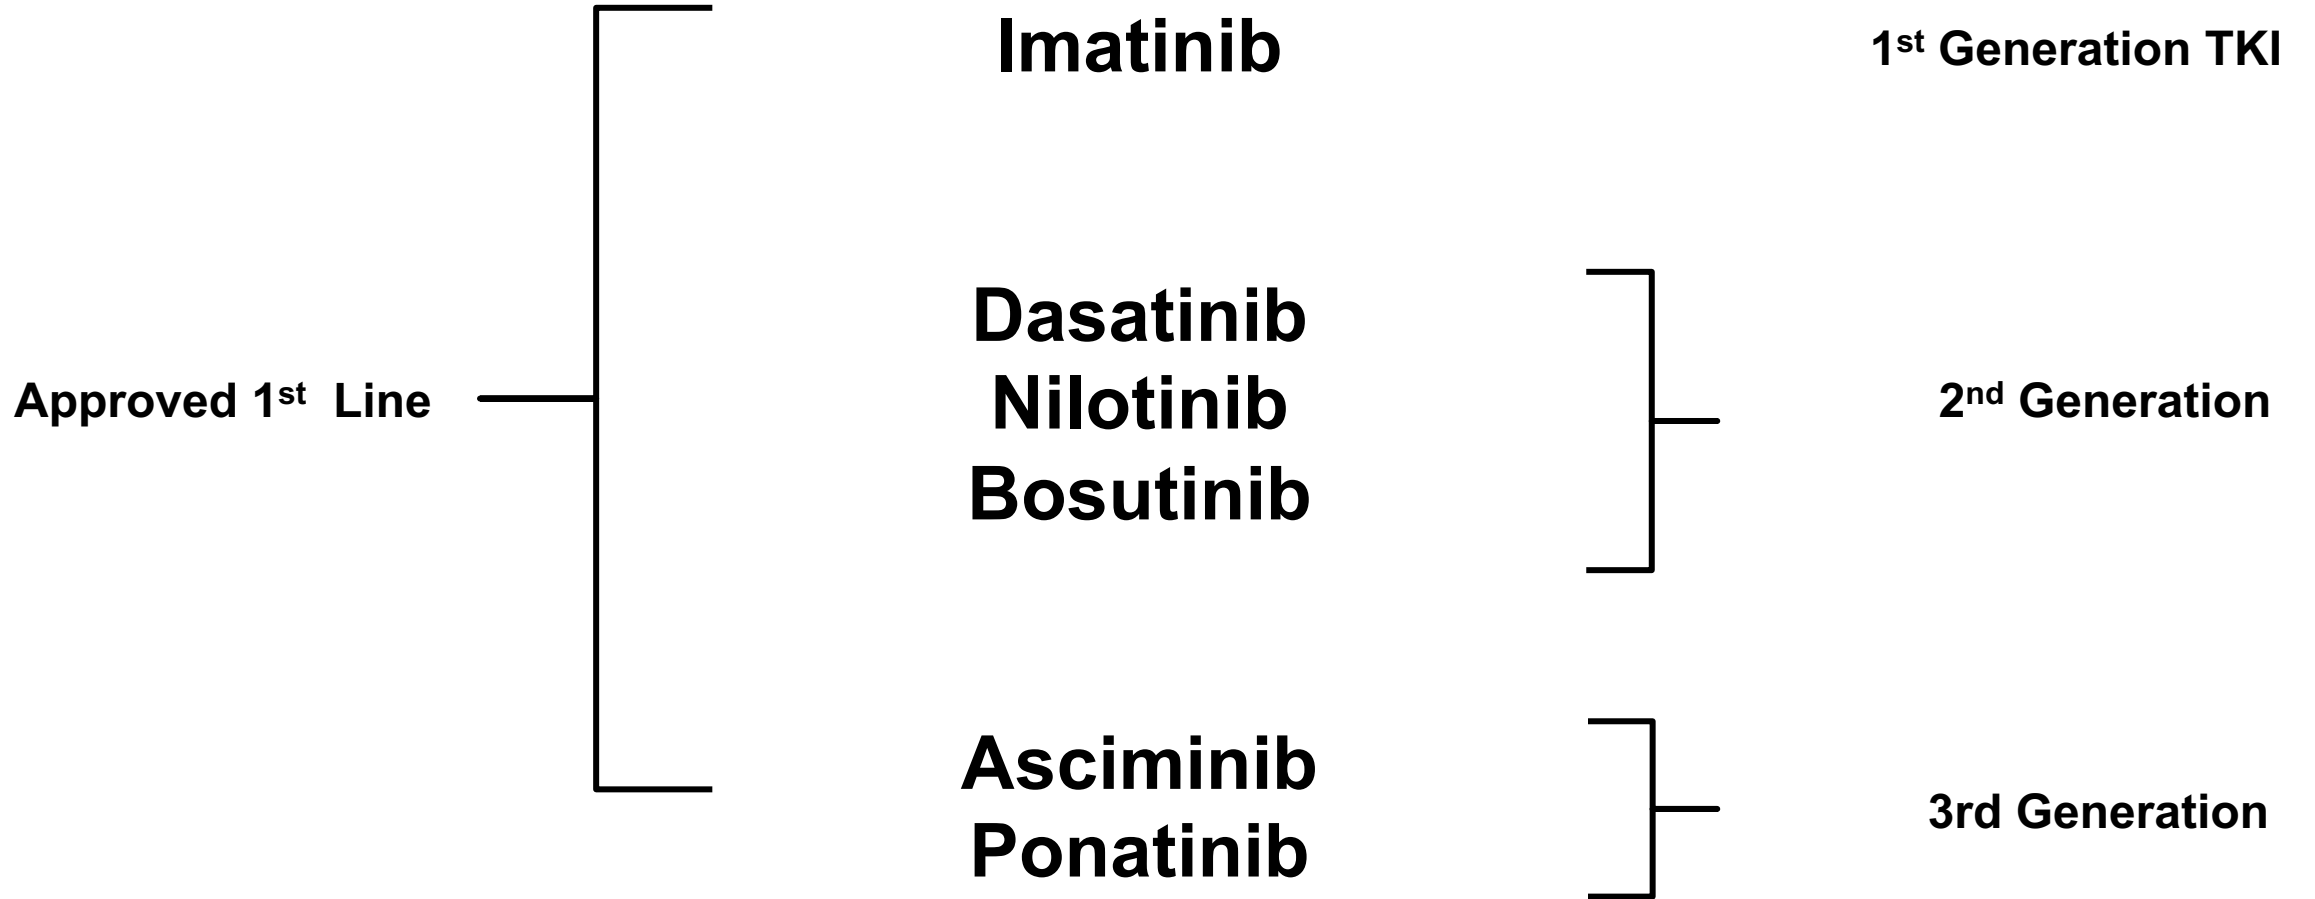 Imatinib
1st Generation TKI
Dasatinib
Nilotinib
Bosutinib
Approved 1st Line
2nd Generation
Asciminib
Ponatinib
3rd Generation